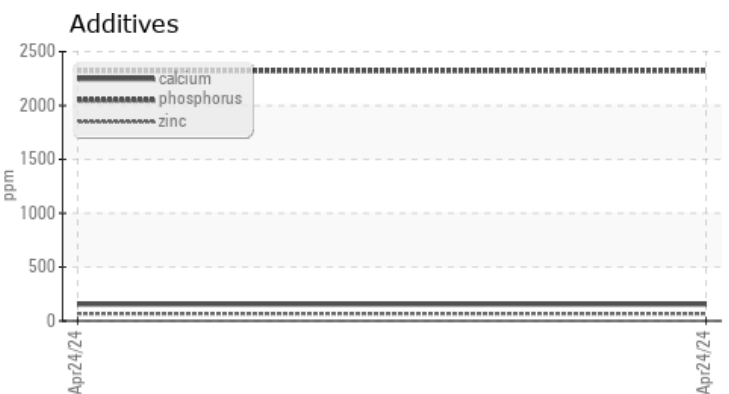 Additives
2500
2000
1500
1000
500
0
ppm
calcium
phosphorus
zinc
Apr24/24
Apr24/24